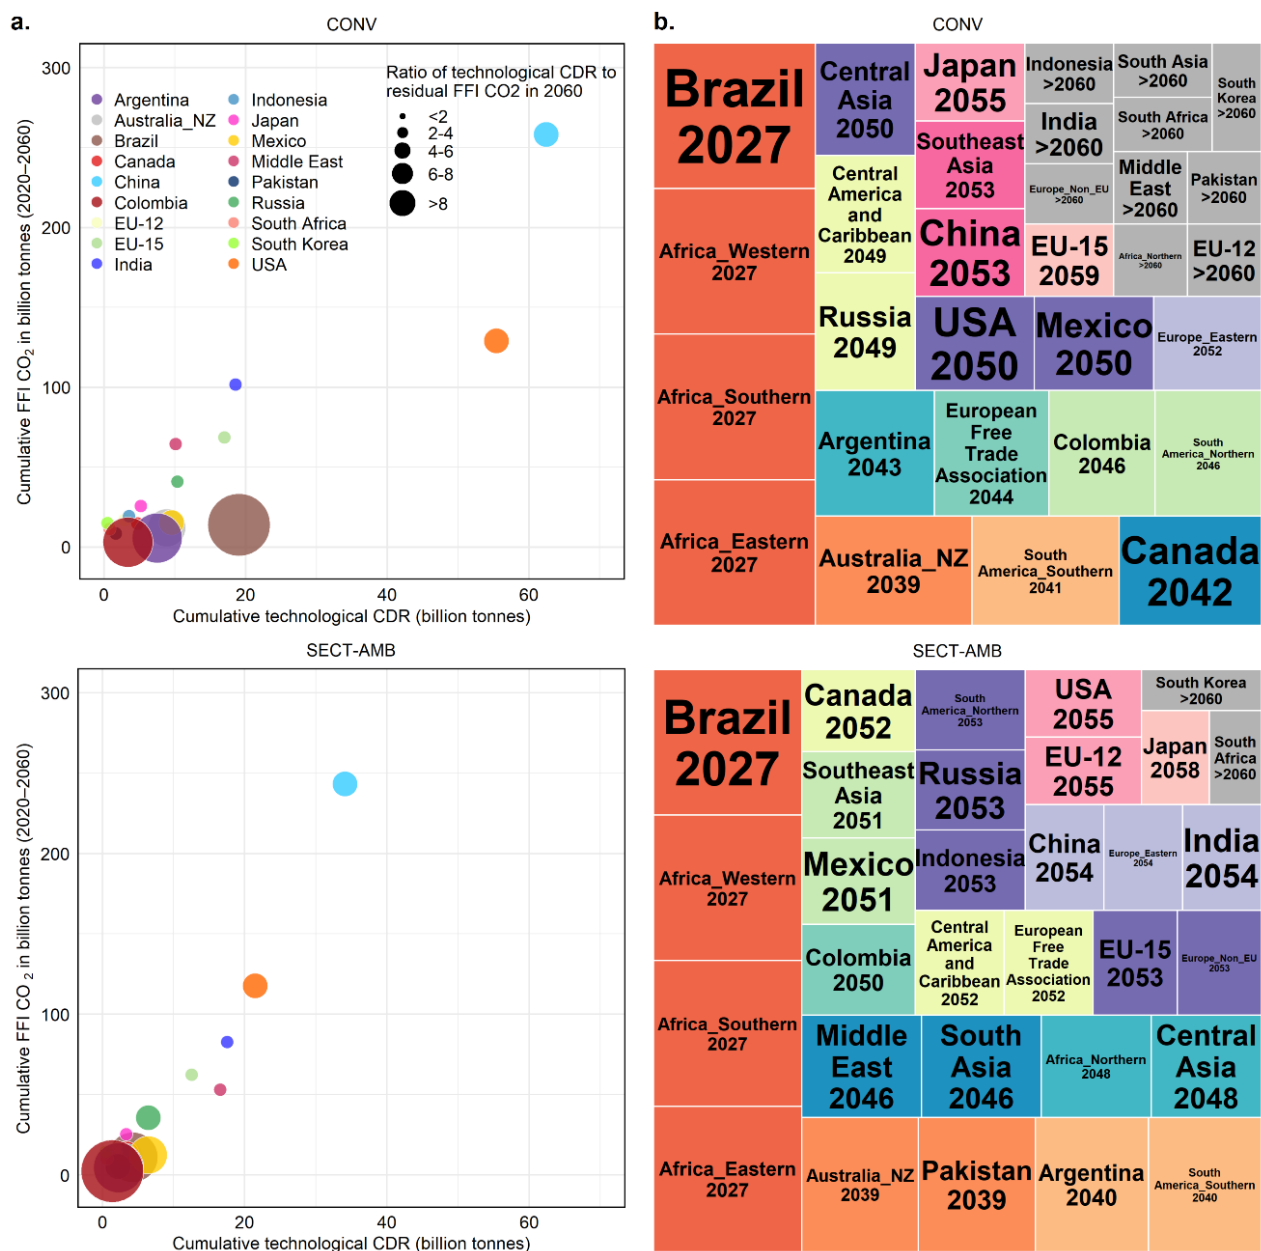 a.
CONV
Ratio of technological CDR to
residual FFI CO2 in 2060
<2
2-4
4-6
6-8
>8
Argentina
Australia_NZ
Brazil
Canada
China
Colombia
EU-12
EU-15
India
Indonesia
Japan
Mexico
Middle East
Pakistan
Russia
South Africa
South Korea
USA
300
200
100
0
Cumulative FFI CO2 in billion tonnes (2020–2060)
0
20
40
60
Cumulative technological CDR (billion tonnes)
SECT-AMB
300
200
100
0
Cumulative FFI CO2 in billion tonnes (2020–2060)
0
20
40
60
Cumulative technological CDR (billion tonnes)
b.
CONV
Brazil
2027
Africa_Western
2027
Africa_Southern
2027
Africa_Eastern
2027
Central
Asia
2050
Central
America
and
Caribbean
2049
Russia
2049
Japan
2055
Southeast
Asia
2053
China
2053
Indonesia
>2060
India
>2060
Europe_Non_EU
>2060
EU-15
2059
South Asia
>2060
South Africa
>2060
South
Korea
>2060
Middle
East
>2060
Pakistan
>2060
Africa_Northern
>2060
EU-12
>2060
USA
2050
Mexico
2050
Europe_Eastern
2052
Argentina
2043
European
Free
Trade
Association
2044
Colombia
2046
South
America_Northern
2046
Australia_NZ
2039
South
America_Southern
2041
Canada
2042
SECT-AMB
Brazil
2027
Africa_Western
2027
Africa_Southern
2027
Africa_Eastern
2027
Canada
2052
Southeast
Asia
2051
Mexico
2051
Colombia
2050
South
America_Northern
2053
Russia
2053
Indonesia
2053
USA
2055
EU-12
2055
South Korea
>2060
Japan
2058
South
Africa
>2060
China
2054
Europe_Eastern
2054
India
2054
Central
America
and
Caribbean
2052
European
Free
Trade
Association
2052
EU-15
2053
Europe_Non_EU
2053
Middle
East
2046
South
Asia
2046
Africa_Northern
2048
Central
Asia
2048
Australia_NZ
2039
Pakistan
2039
Argentina
2040
South
America_Southern
2040